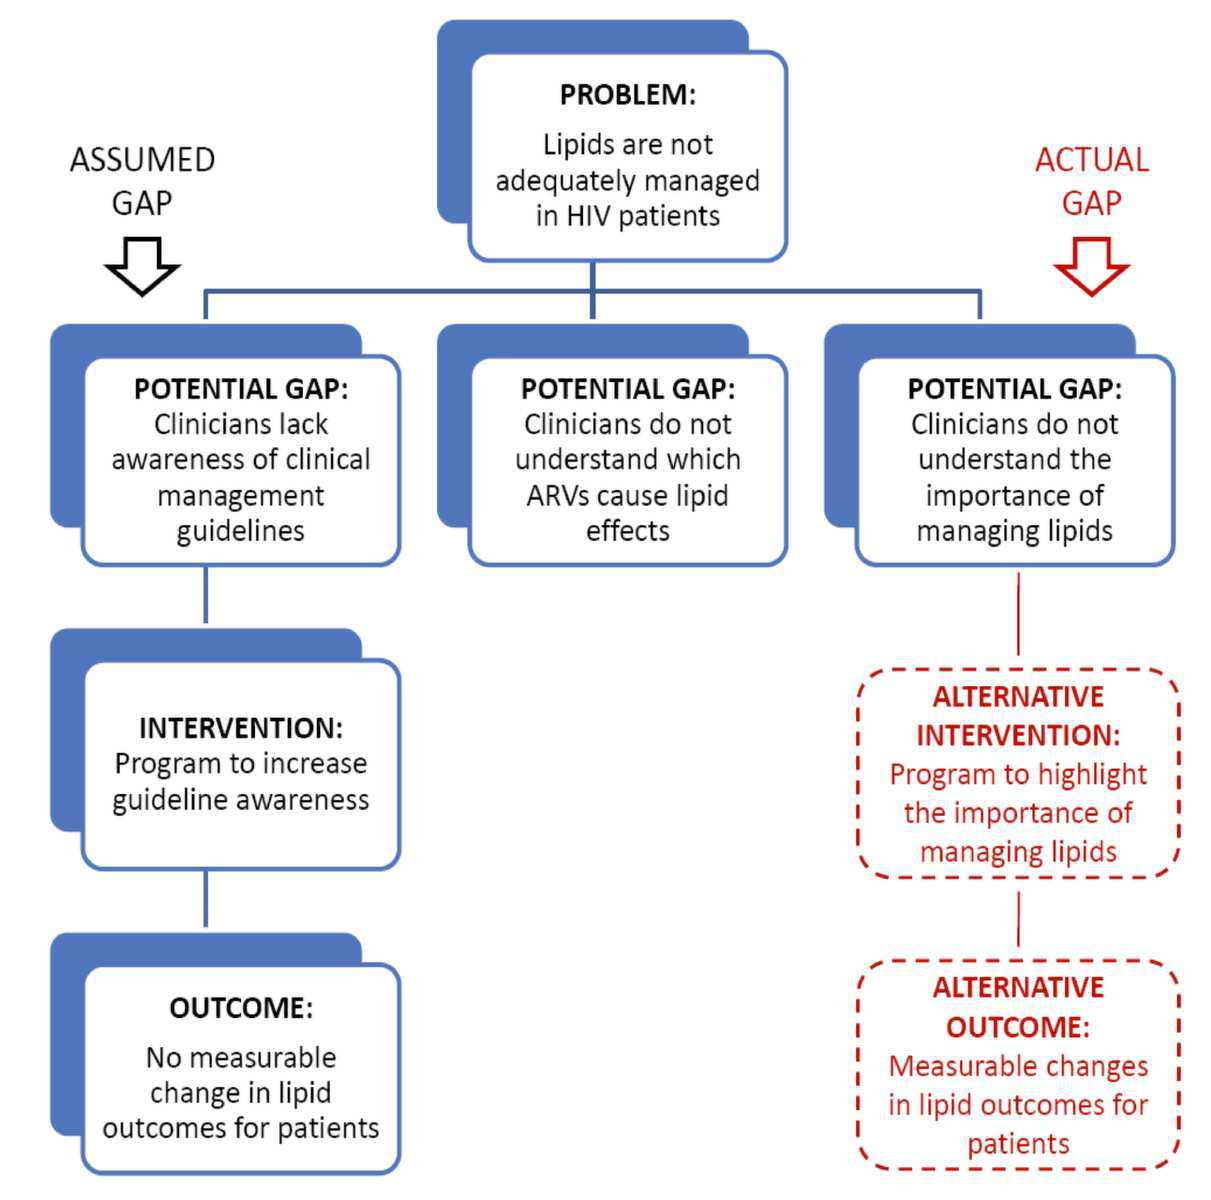 PROBLEM:
Lipids are not
adequately managed
in HIV patients
ASSUMED
GAP
ACTUAL
GAP
POTENTIAL GAP:
Clinicians lack
awareness of clinical
management
guidelines
POTENTIAL GAP:
Clinicians do not
understand which
ARVs cause lipid
effects
POTENTIAL GAP:
Clinicians do not
understand the
importance of
managing lipids
INTERVENTION:
Program to increase
guideline awareness
ALTERNATIVE
INTERVENTION:
Program to highlight
the importance of
managing lipids
OUTCOME:
No measurable
change in lipid
outcomes for patients
ALTERNATIVE
OUTCOME:
Measurable changes
in lipid outcomes for
patients